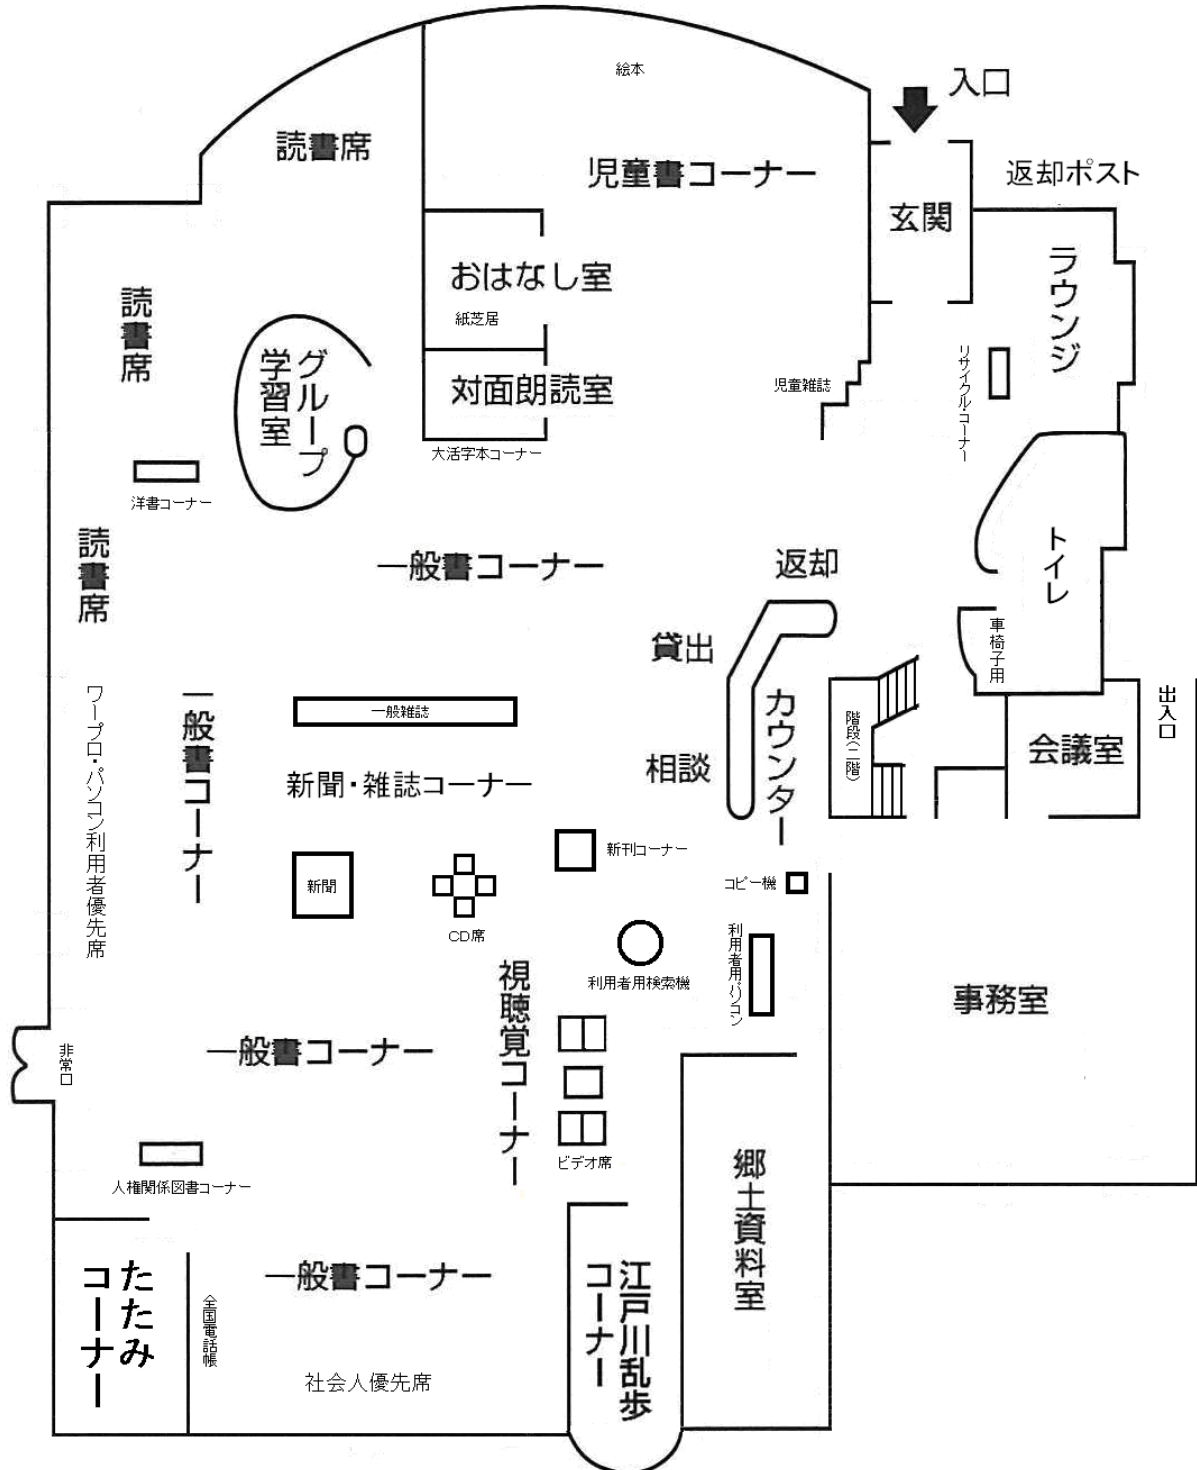 絵本
入口
読書席
児童書コーナー
返却ポスト
玄関
ラウンジ
おはなし室
紙芝居
読書席
グループ
学習室
対面朗読室
児童雑誌
リサイクル・コーナー
大活字本コーナー
洋書コーナー
読書席
一般書コーナー
返却
トイレ
車椅子用
貸出
ワープロ・パソコン利用者優先席
一般書コーナー
一般雑誌
カウンター
階段(二階)
出入口
会議室
相談
新聞・雑誌コーナー
新刊コーナー
新聞
コピー機
CD席
利用者用検索機
利用者用パソコン
視聴覚コーナー
事務室
一般書コーナー
非常口
ビデオ席
人権関係図書コーナー
郷土資料室
たたみ
コーナー
全国電話帳
一般書コーナー
江戸川乱歩
コーナー
社会人優先席